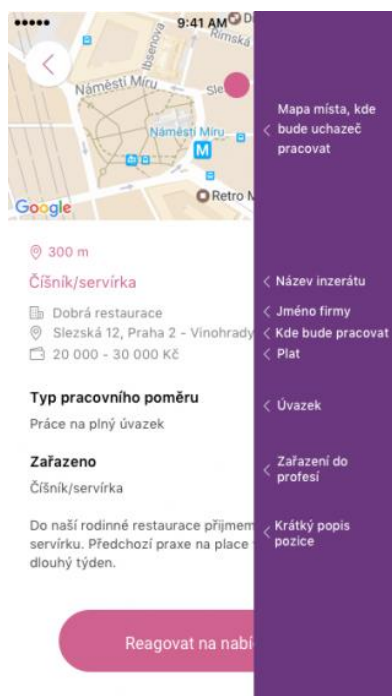 9:41 AM
Ibsenova
Římská
Náměstí Míru
Sle
Náměstí Míru
M
Retro M
Google
Mapa místa, kde
bude uchazeč
pracovat
300 m
Číšník/servírka
Název inzerátu
Dobrá restaurace
Jméno firmy
Slezská 12, Praha 2 - Vinohrady
Kde bude pracovat
20 000 - 30 000 Kč
Plat
Typ pracovního poměru
Práce na plný úvazek
Úvazek
Zařazeno
Číšník/servírka
Zařazení do
profesí
Do naší rodinné restaurace přijmem
servírku. Předchozí praxe na place
dlouhý týden.
Krátký popis
pozice
Reagovat na nabí